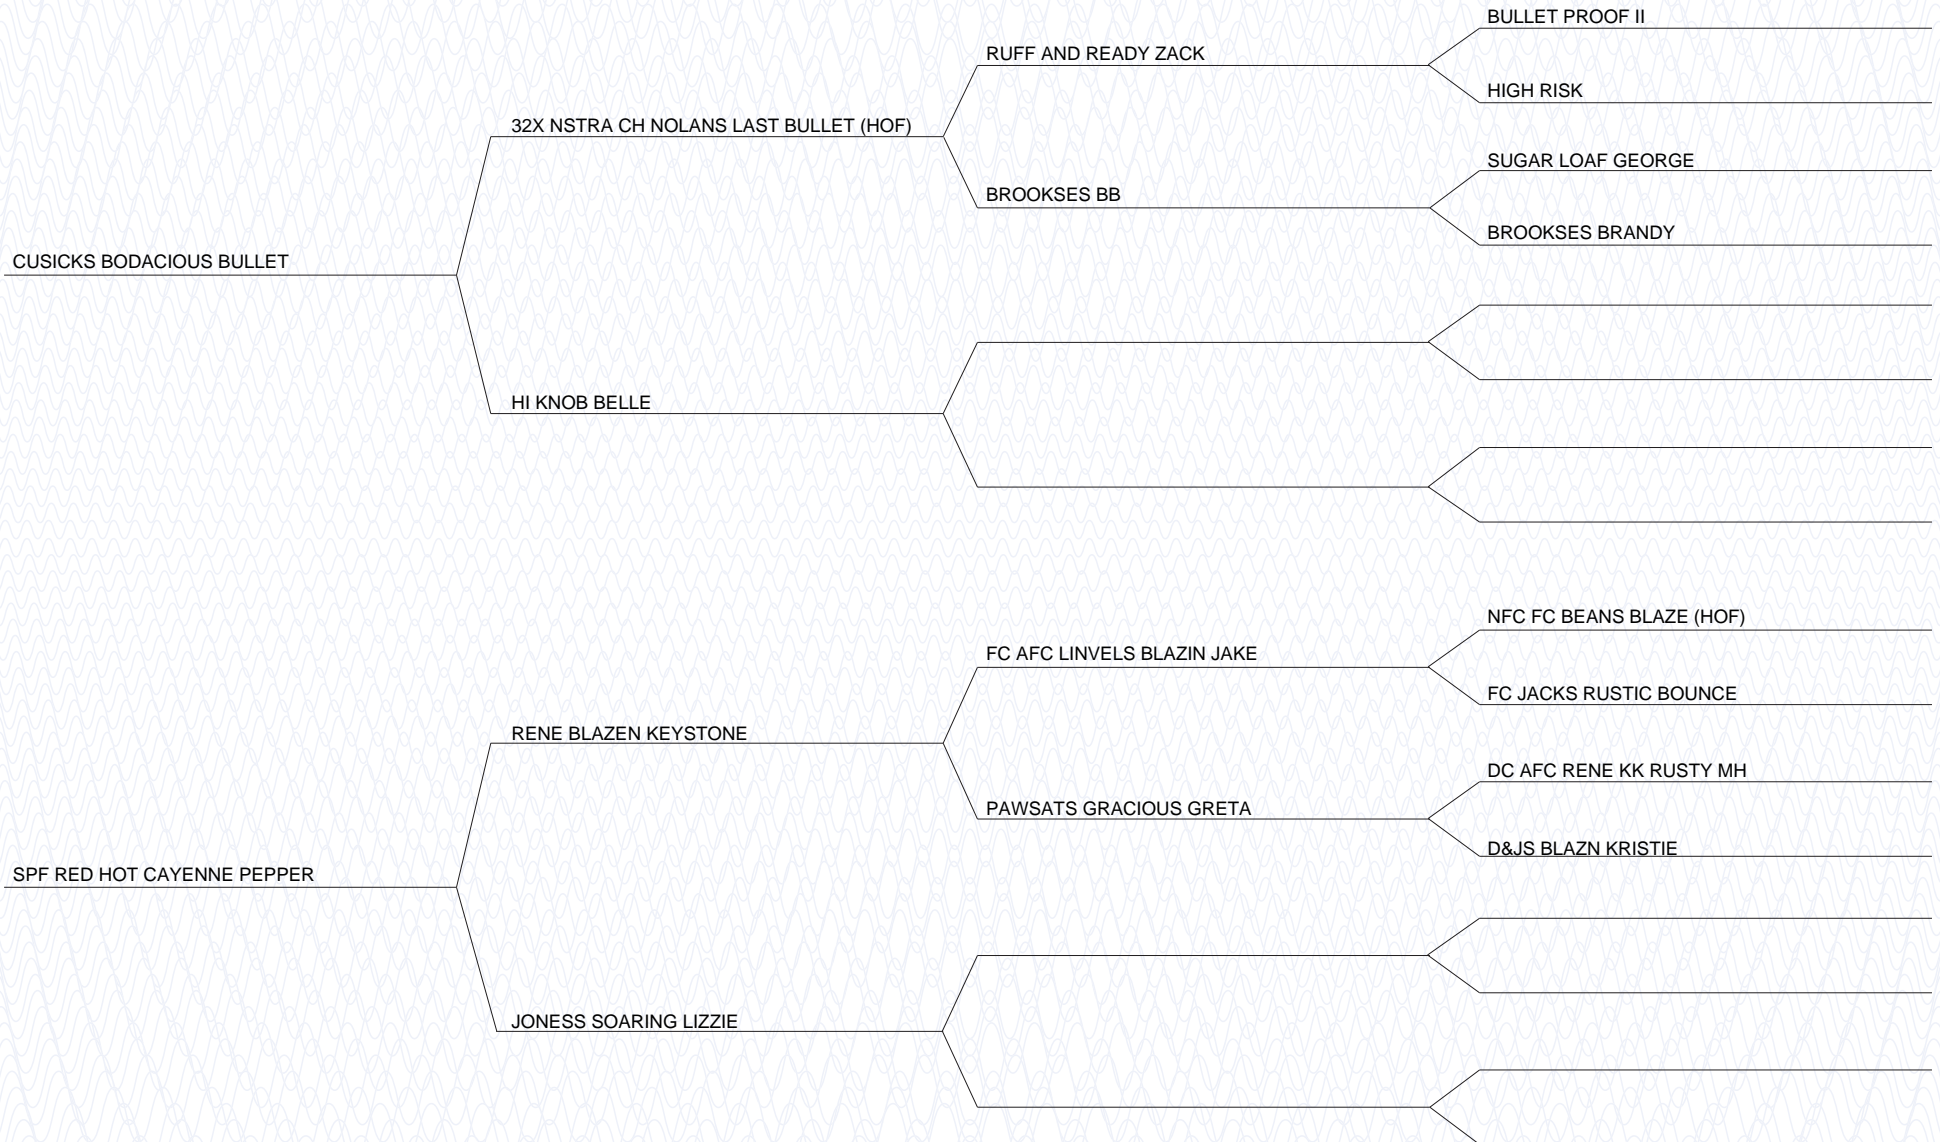 BULLET PROOF II
RUFF AND READY ZACK
HIGH RISK
32X NSTRA CH NOLANS LAST BULLET (HOF)
SUGAR LOAF GEORGE
BROOKSES BB
BROOKSES BRANDY
CUSICKS BODACIOUS BULLET
HI KNOB BELLE
NFC FC BEANS BLAZE (HOF)
FC AFC LINVELS BLAZIN JAKE
FC JACKS RUSTIC BOUNCE
RENE BLAZEN KEYSTONE
DC AFC RENE KK RUSTY MH
PAWSATS GRACIOUS GRETA
D&JS BLAZN KRISTIE
SPF RED HOT CAYENNE PEPPER
JONESS SOARING LIZZIE